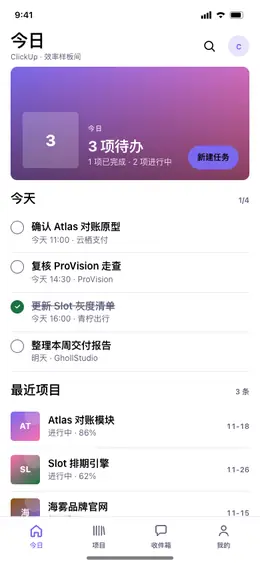 9:41
今日
ClickUp · 效率样板间
C
3
今日
3 项待办
1 项已完成 · 2 项进行中
新建任务
今天
1/4
确认 Atlas 对账原型
今天 11:00 · 云栖支付
复核 ProVision 走查
今天 14:30 · ProVision
更新 Slot 灰度清单
今天 16:00 · 青柠出行
整理本周交付报告
明天 · GhollStudio
最近项目
3 条
AT
Atlas 对账模块
进行中 · 86%
11-18
SL
Slot 排期引擎
进行中 · 62%
11-26
海
海雾品牌官网
11-15
今日
项目
收件箱
我的